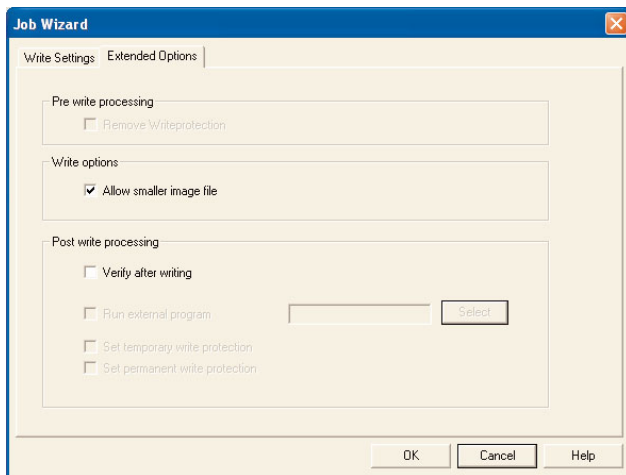 Job Wizard
Write Settings Extended Options
Pre write processing
Remove Writeprotection
Write options
Allow smaller image file
Post write processing
Verify after writing
Run external program Select
Set temporary write protection
Set permanent write protection
OK Cancel Help